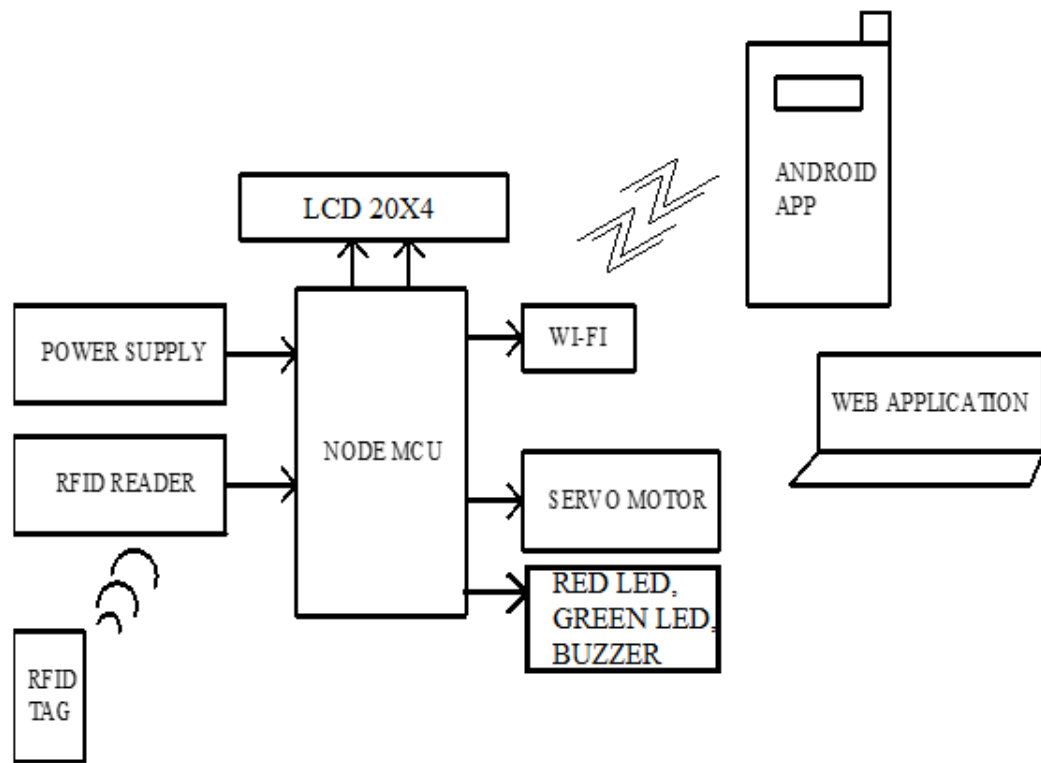 ANDROID
APP
LCD 20X4
POWER SUPPLY
WI-FI
WEB APPLICATION
NODE MCU
RFID READER
SERVO MOTOR
RED LED,
GREEN LED,
BUZZER
RFID
TAG